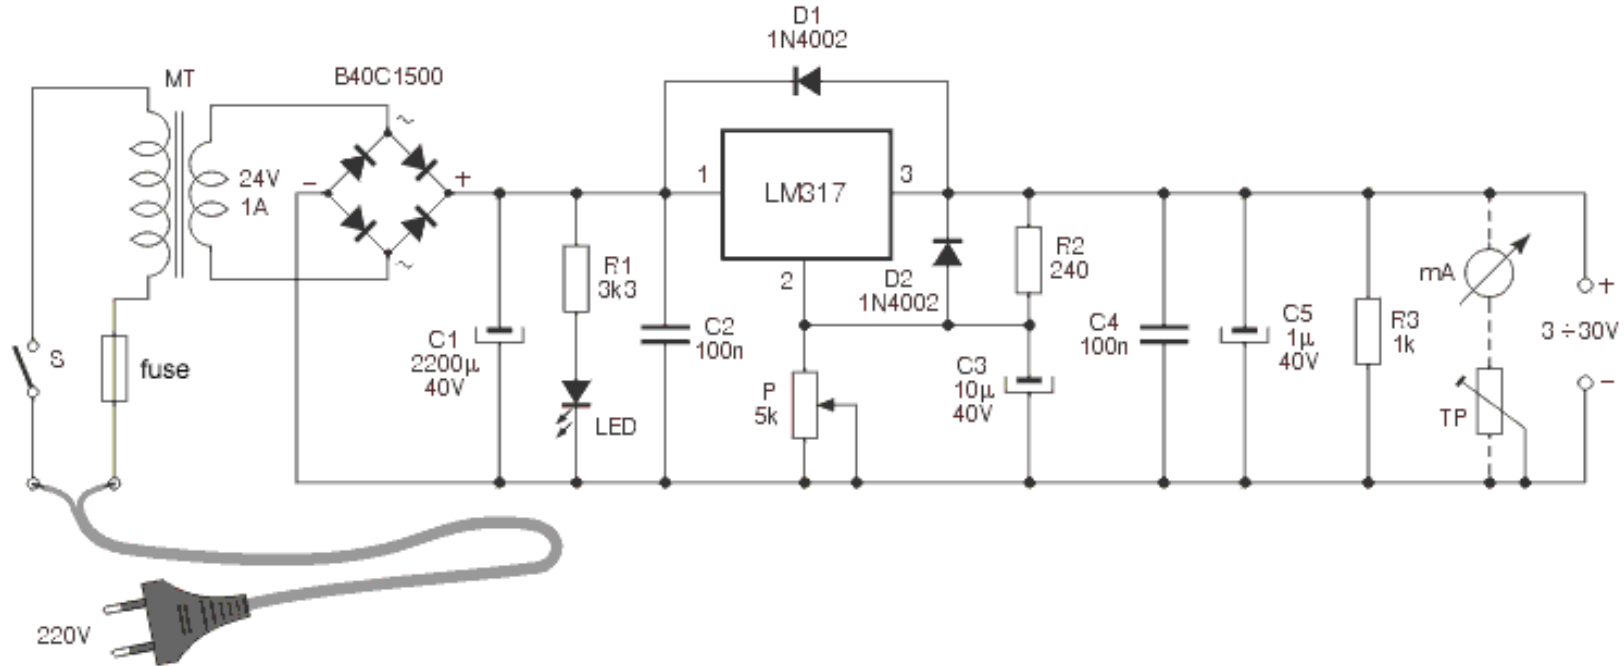 D1
1N4002
MT
B40C1500
~
24V
1A
−
+
1
LM317
3
2
~
R1
3k3
D2
1N4002
R2
240
mA
+
S
fuse
C1
2200µ
40V
C2
100n
C4
100n
C5
1µ
40V
R3
1k
3 ÷30V
P
5k
C3
10µ
40V
−
LED
TP
220V